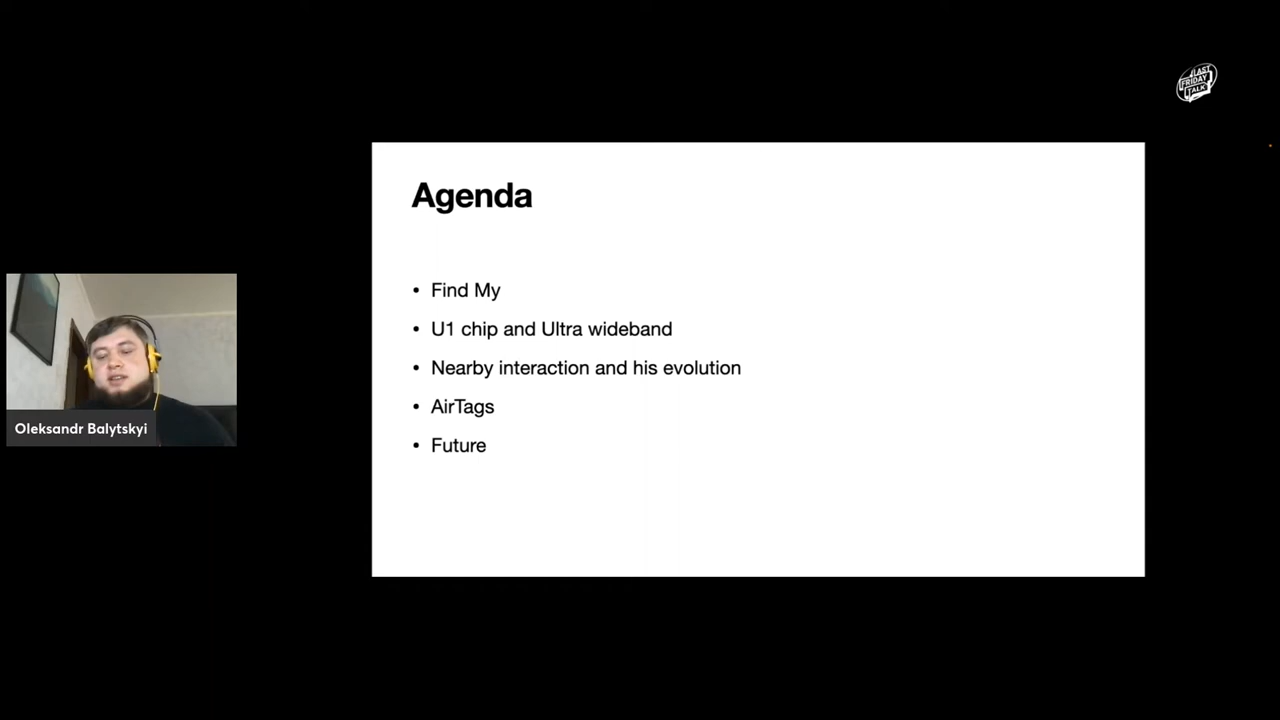 LAST
FRIDAY
TALK
Agenda
• Find My
• U1 chip and Ultra wideband
• Nearby interaction and his evolution
• AirTags
• Future
Oleksandr Balytskyi